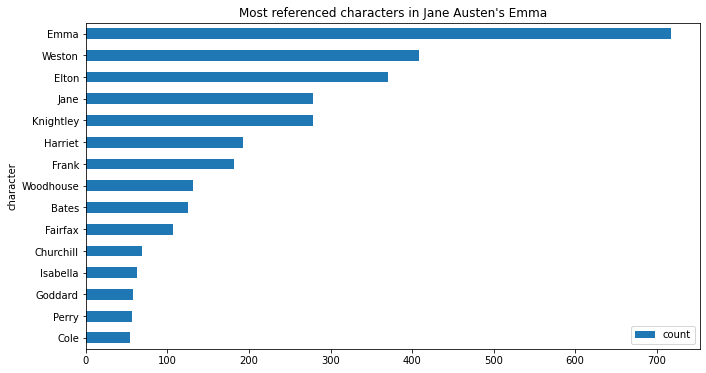 Most referenced characters in Jane Austen's Emma
character
Emma
Weston
Elton
Jane
Knightley
Harriet
Frank
Woodhouse
Bates
Fairfax
Churchill
Isabella
Goddard
Perry
Cole
count
0 100 200 300 400 500 600 700